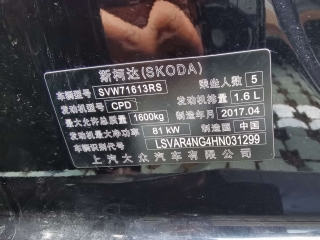 斯柯达(SKODA)
车辆型号 SVW71613RS 乘坐人数 5
发动机型号 CPD 发动机排量 1.6 L
最大允许总质量 1600kg 制造年月 2017.04
发动机最大净功率 81 kW 制造国 中国
车辆识别代号 LSVAR4NG4HN031299
上汽大众汽车有限公司